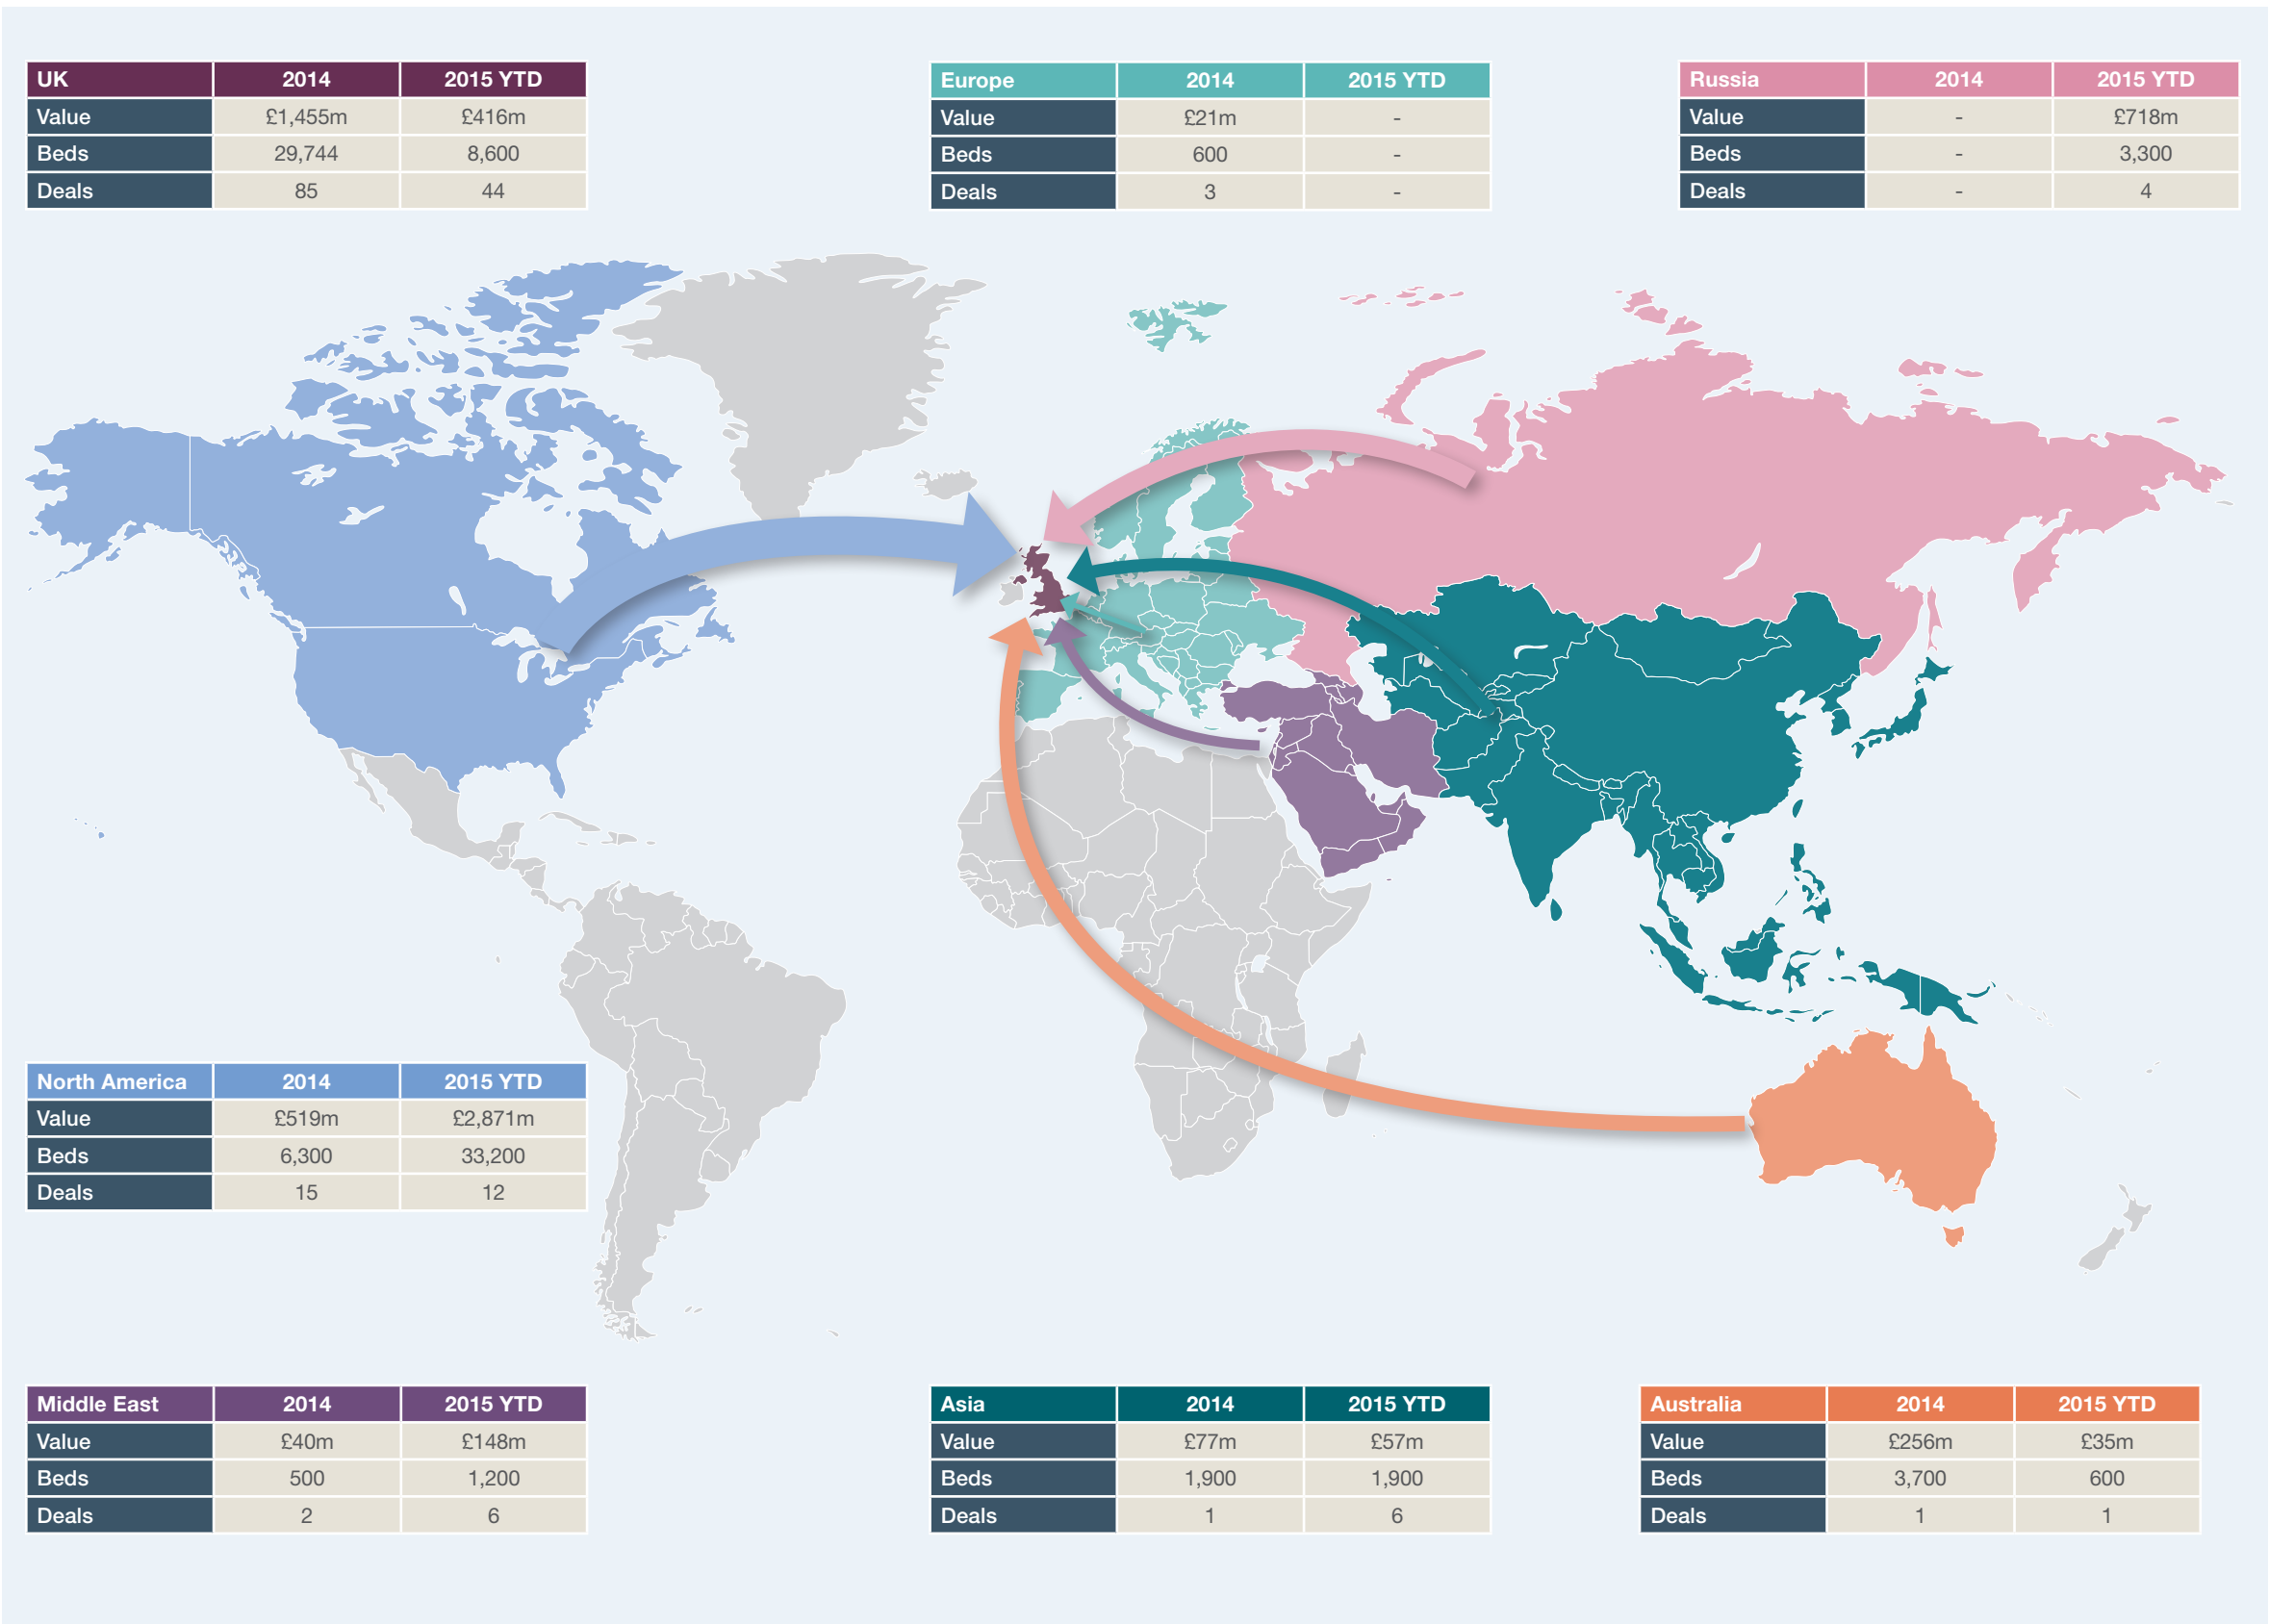 UK 2014 2015 YTD
Value £1,455m £416m
Beds 29,744 8,600
Deals 85 44
Europe 2014 2015 YTD
Value £21m -
Beds 600 -
Deals 3 -
Russia 2014 2015 YTD
Value - £718m
Beds - 3,300
Deals - 4
North America 2014 2015 YTD
Value £519m £2,871m
Beds 6,300 33,200
Deals 15 12
Middle East 2014 2015 YTD
Value £40m £148m
Beds 500 1,200
Deals 2 6
Asia 2014 2015 YTD
Value £77m £57m
Beds 1,900 1,900
Deals 1 6
Australia 2014 2015 YTD
Value £256m £35m
Beds 3,700 600
Deals 1 1